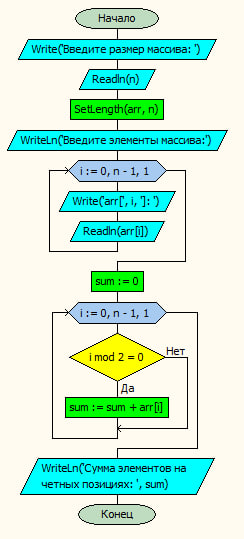 Начало
Write('Введите размер массива: ')
Readln(n)
SetLength(arr, n)
WriteLn('Введите элементы массива:')
i := 0, n - 1, 1
Write('arr[', i, ']: ')
Readln(arr[i])
sum := 0
i := 0, n - 1, 1
i mod 2 = 0
Нет
Да
sum := sum + arr[i]
WriteLn('Сумма элементов на
четных позициях: ', sum)
Конец